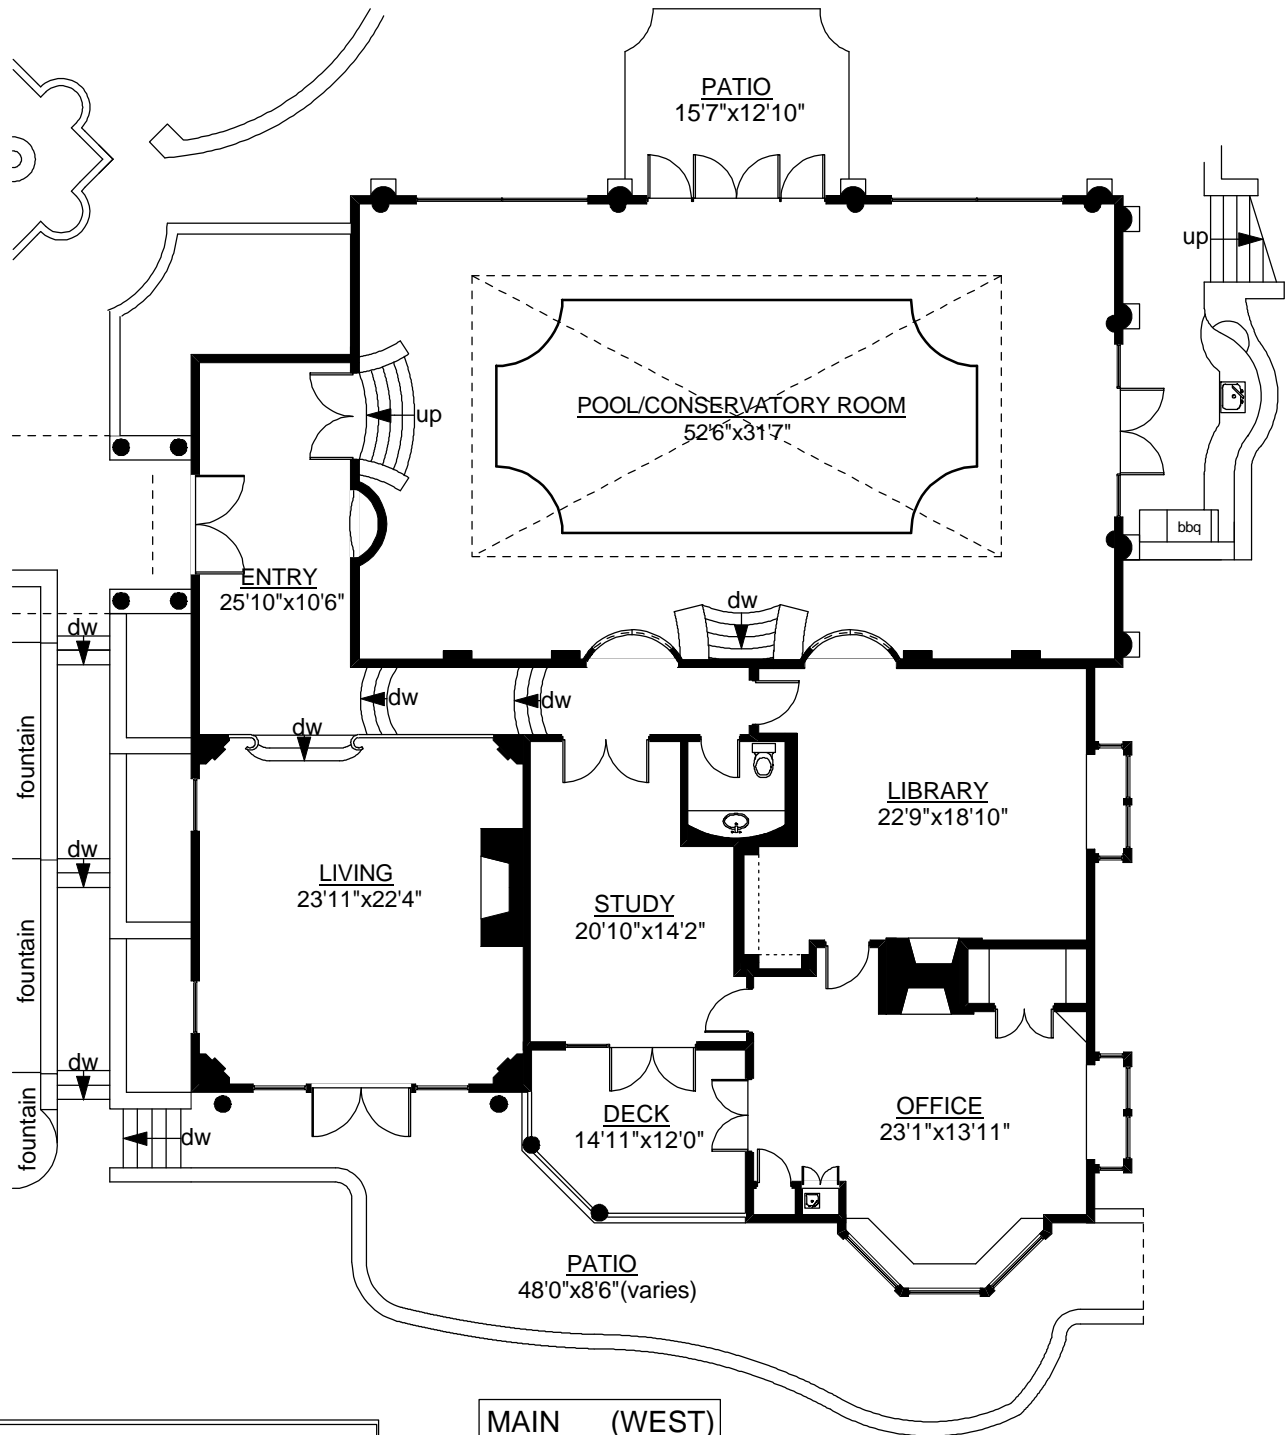 PATIO
15'7"x12'10"
up
POOL/CONSERVATORY ROOM
52'6"x31'7"
up
bbq
ENTRY
25'10"x10'6"
dw
dw
dw
dw
dw
fountain
LIBRARY
22'9"x18'10"
dw
LIVING
23'11"x22'4"
STUDY
20'10"x14'2"
fountain
dw
DECK
14'11"x12'0"
OFFICE
23'1"x13'11"
fountain
dw
PATIO
48'0"x8'6"(varies)
MAIN (WEST)